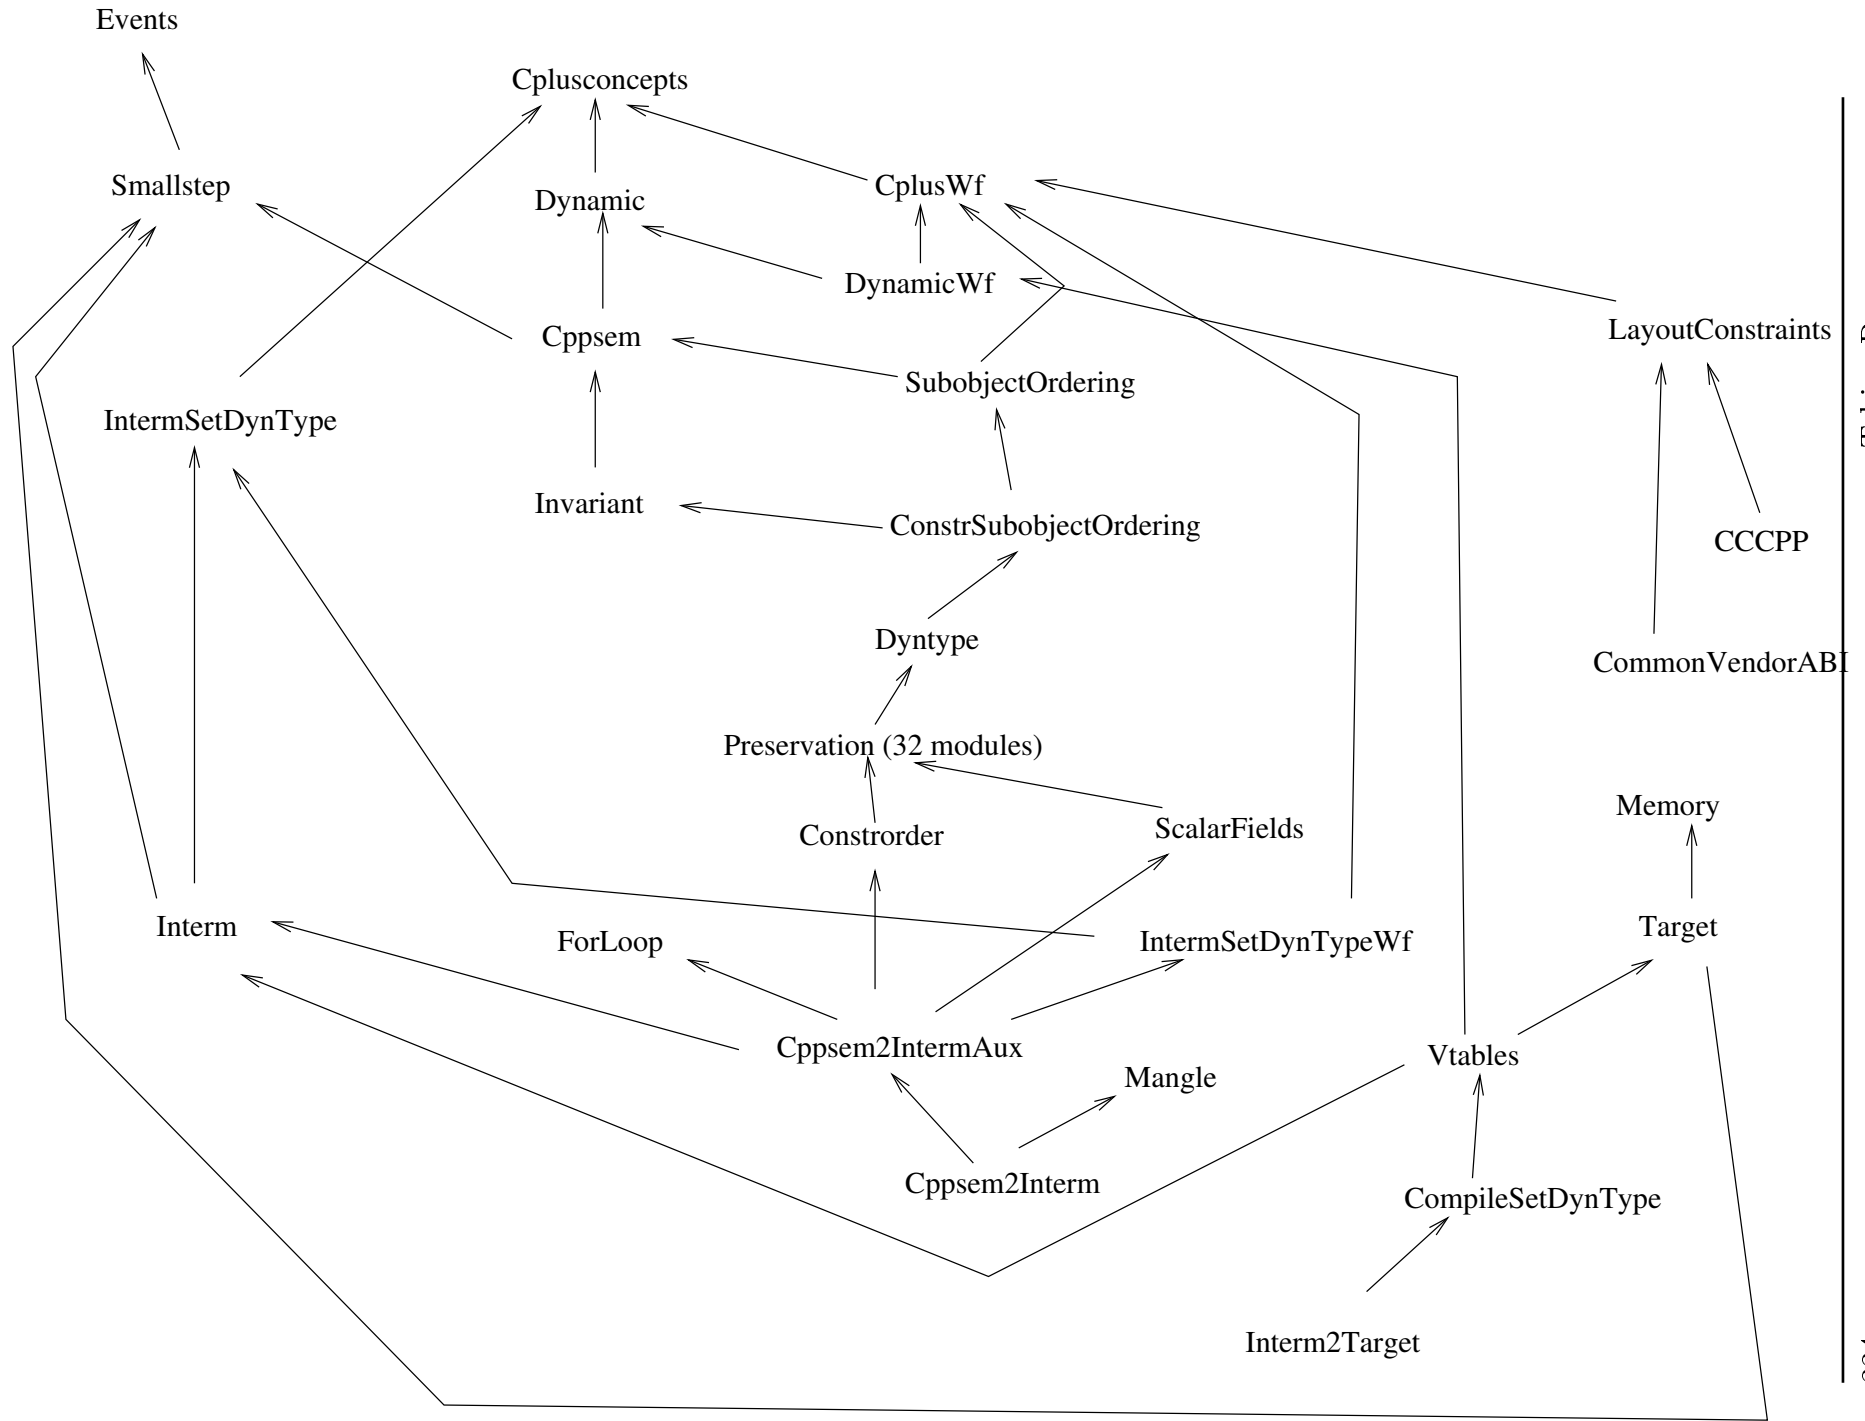 Events
Cplusconcepts
Smallstep
CplusWf
Dynamic
DynamicWf
LayoutConstraints
Cppsem
SubobjectOrdering
IntermSetDynType
Invariant
ConstrSubobjectOrdering
CCCPP
Dyntype
CommonVendorABI
Preservation (32 modules)
Memory
ScalarFields
Constrorder
Interm
Target
ForLoop
IntermSetDynTypeWf
Cppsem2IntermAux
Vtables
Mangle
Cppsem2Interm
CompileSetDynType
Interm2Target